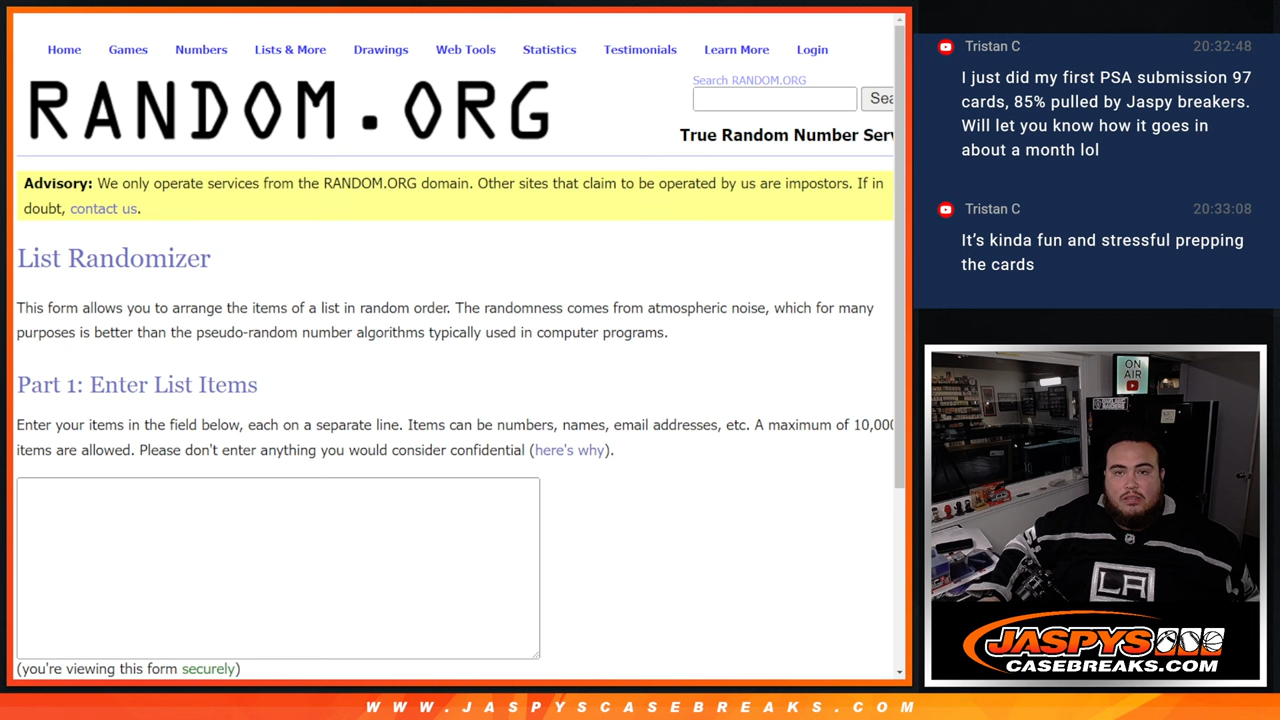 Home Games Numbers Lists & More Drawings Web Tools Statistics Testimonials Learn More Login
RANDOM.ORG
Search RANDOM.ORG
Sea
True Random Number Serv
Advisory: We only operate services from the RANDOM.ORG domain. Other sites that claim to be operated by us are impostors. If in
doubt, contact us.
List Randomizer
This form allows you to arrange the items of a list in random order. The randomness comes from atmospheric noise, which for many
purposes is better than the pseudo-random number algorithms typically used in computer programs.
Part 1: Enter List Items
Enter your items in the field below, each on a separate line. Items can be numbers, names, email addresses, etc. A maximum of 10,000
items are allowed. Please don't enter anything you would consider confidential (here's why).
(you're viewing this form securely)
Tristan C 20:32:48
I just did my first PSA submission 97
cards, 85% pulled by Jaspy breakers.
Will let you know how it goes in
about a month lol
Tristan C 20:33:08
It's kinda fun and stressful prepping
the cards
ON
AIR
LA
JASPYS
CASEBREAKS.COM
WWW.JASPYSCASEBREAKS.COM